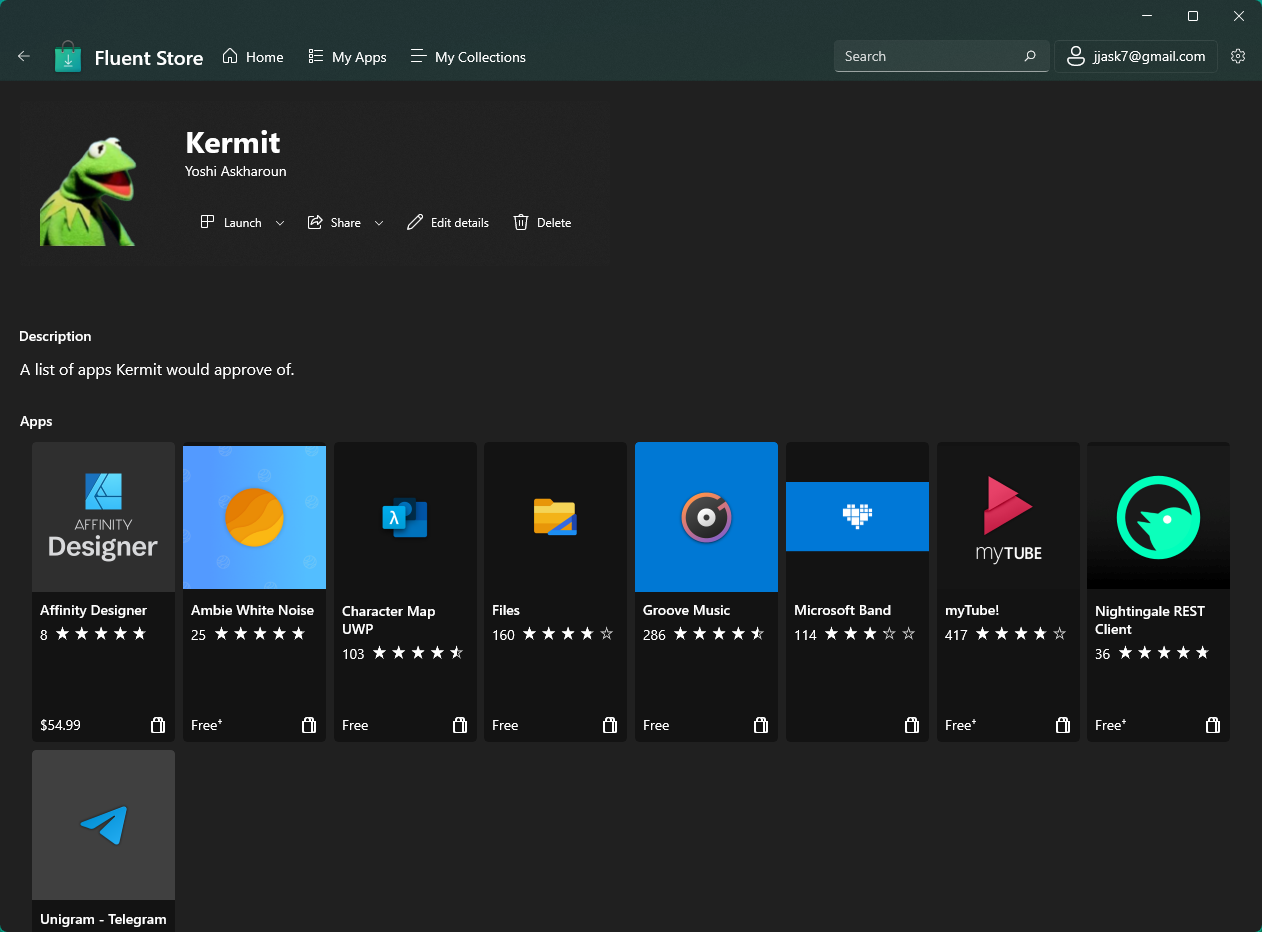 Fluent Store
Home
My Apps
My Collections
Search
jjask7@gmail.com
Kermit
Yoshi Askharoun
Launch
Share
Edit details
Delete
Description
A list of apps Kermit would approve of.
Apps
AFFINITY
Designer
Affinity Designer
8
$54.99
Ambie White Noise
25
Free+
λ
Character Map
UWP
103
Free
Files
160
Free
Groove Music
286
Free
Microsoft Band
114
myTUBE
myTube!
417
Free+
Nightingale REST
Client
36
Free+
Unigram - Telegram